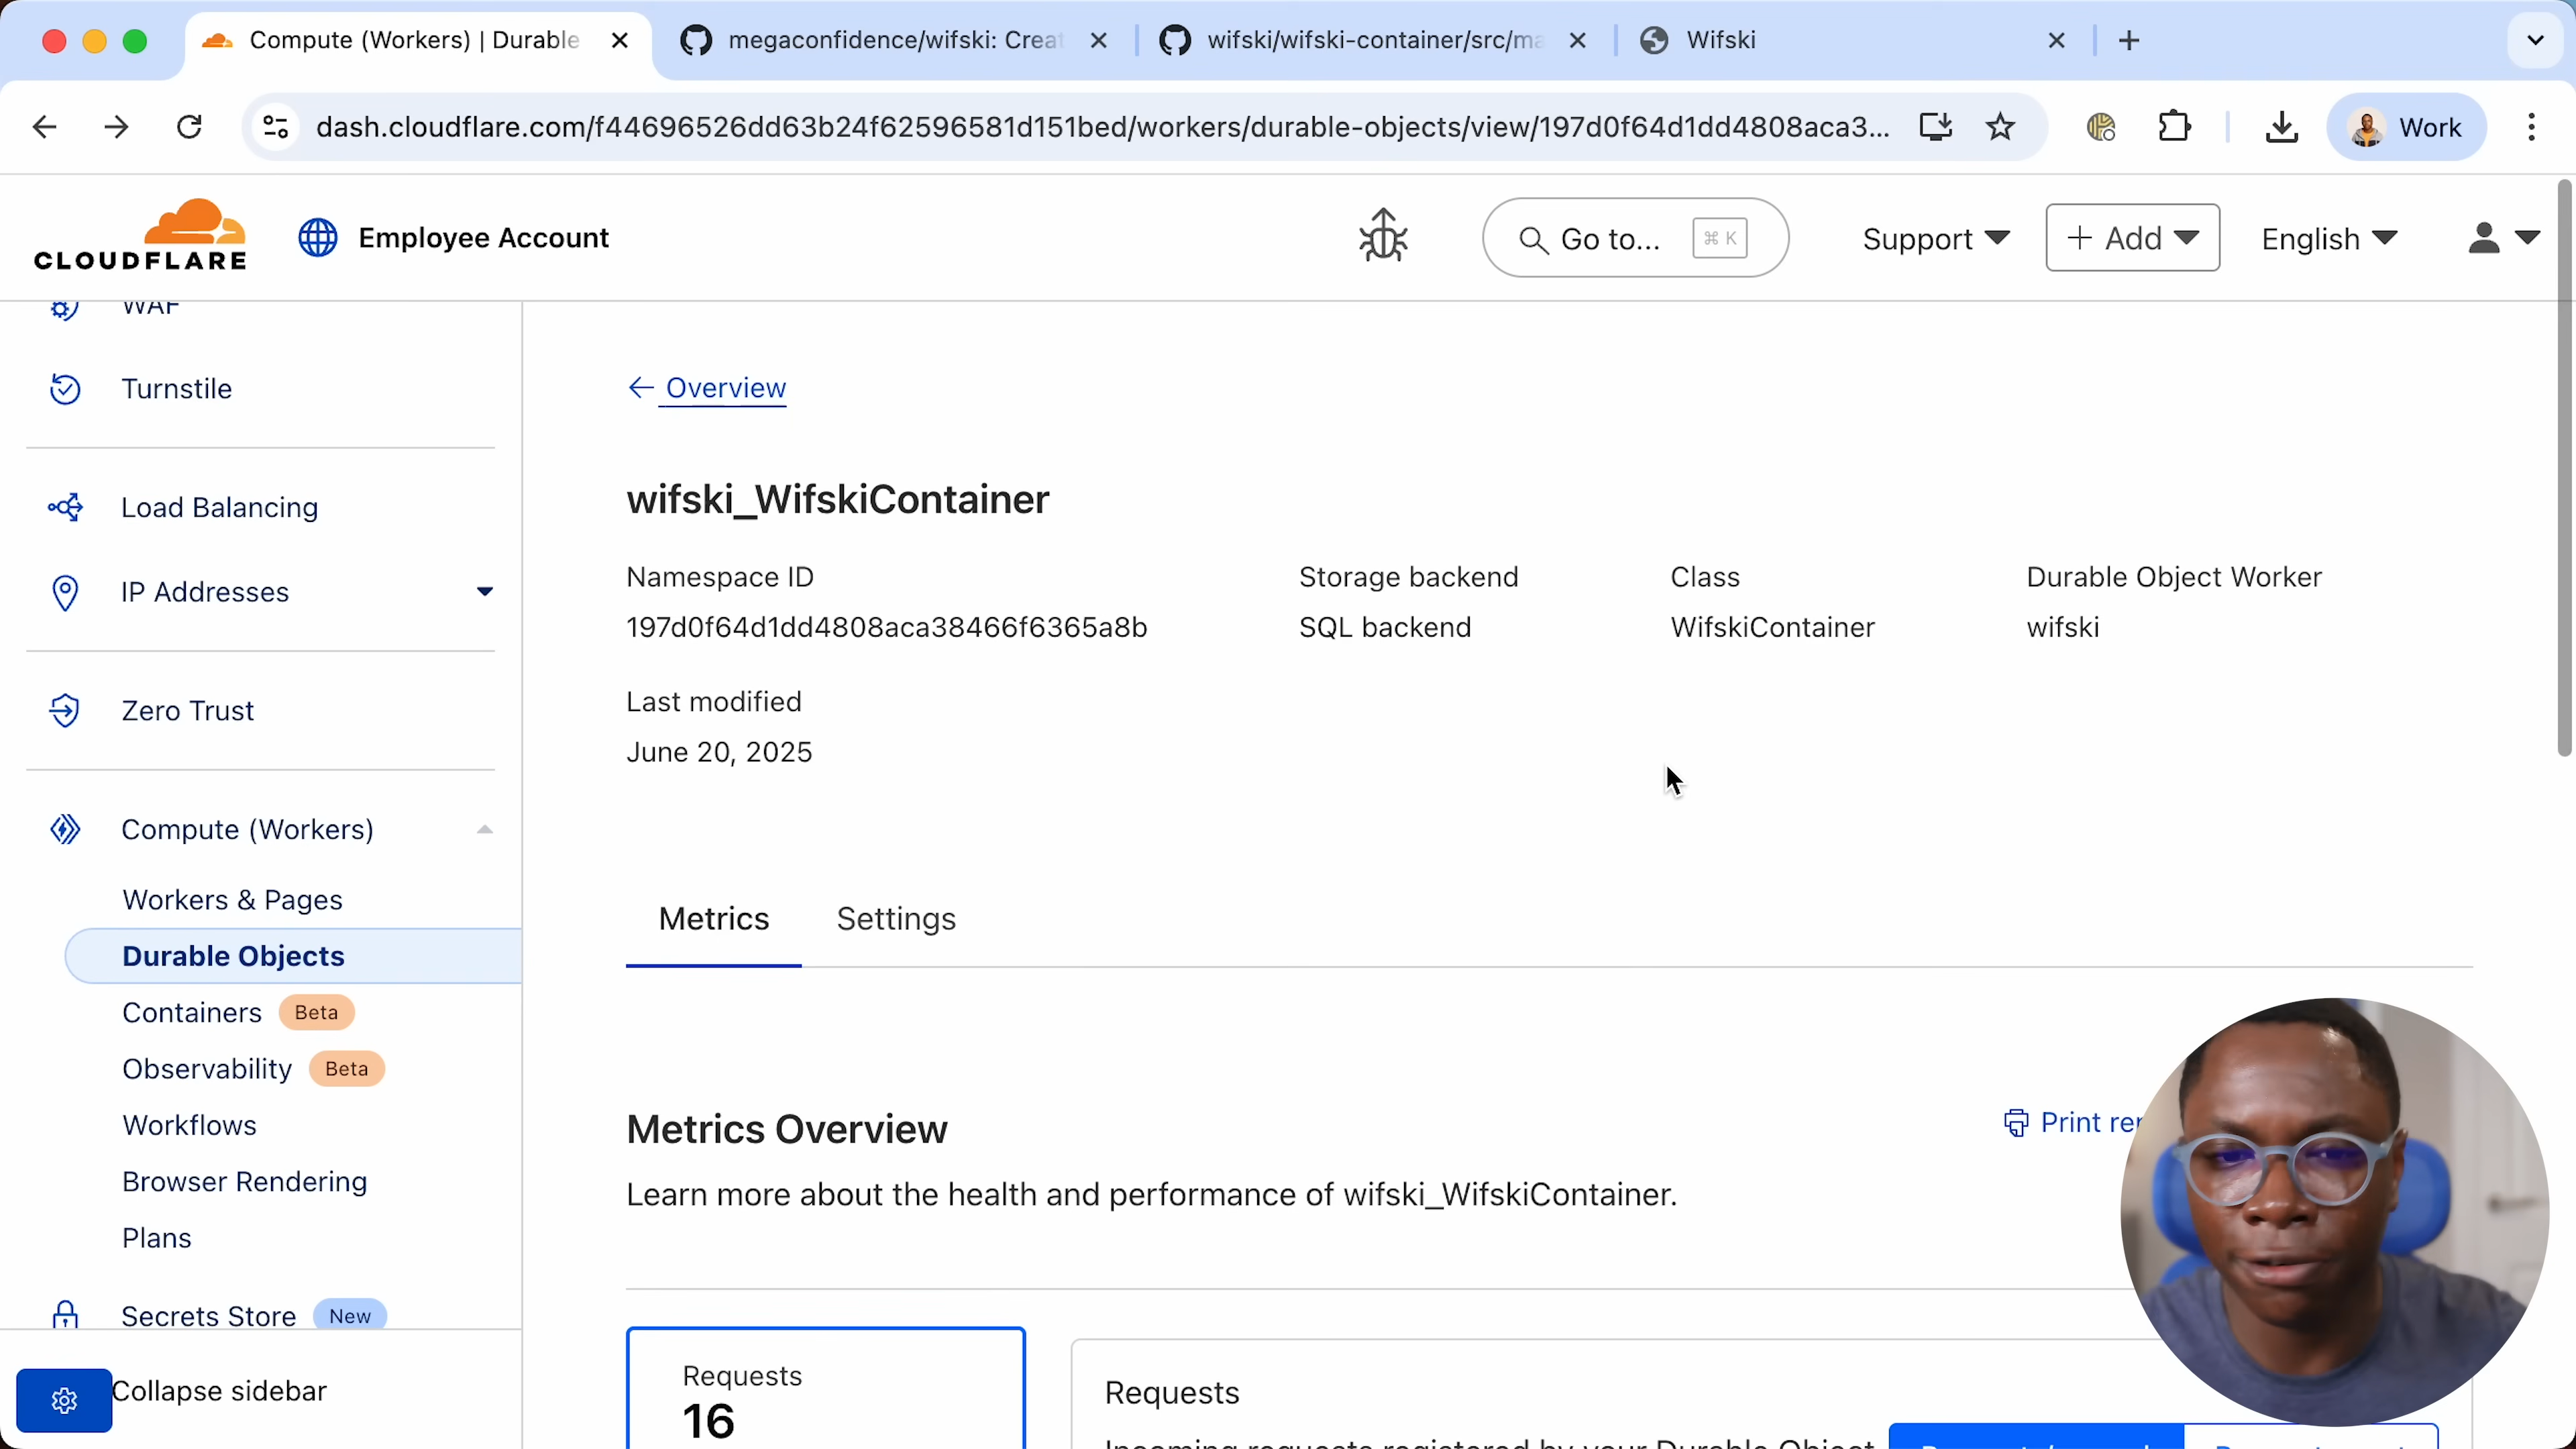 Compute (Workers) | Durable
megaconfidence/wifski: Creat
wifski/wifski-container/src/ma
Wifski
dash.cloudflare.com/f44696526dd63b24f62596581d151bed/workers/durable-objects/view/197d0f64d1dd4808aca3...
Work
CLOUDFLARE
Employee Account
Go to...
⌘ K
Support
+ Add
English
WAF
Turnstile
Load Balancing
IP Addresses
Zero Trust
Compute (Workers)
Workers & Pages
Durable Objects
Containers Beta
Observability Beta
Workflows
Browser Rendering
Plans
Secrets Store New
Collapse sidebar
← Overview
wifski_WifskiContainer
Namespace ID
197d0f64d1dd4808aca38466f6365a8b
Storage backend
SQL backend
Class
WifskiContainer
Durable Object Worker
wifski
Last modified
June 20, 2025
Metrics
Settings
Metrics Overview
Print
Learn more about the health and performance of wifski_WifskiContainer.
Requests
16
Requests
Incoming requests registered by your Durable Object